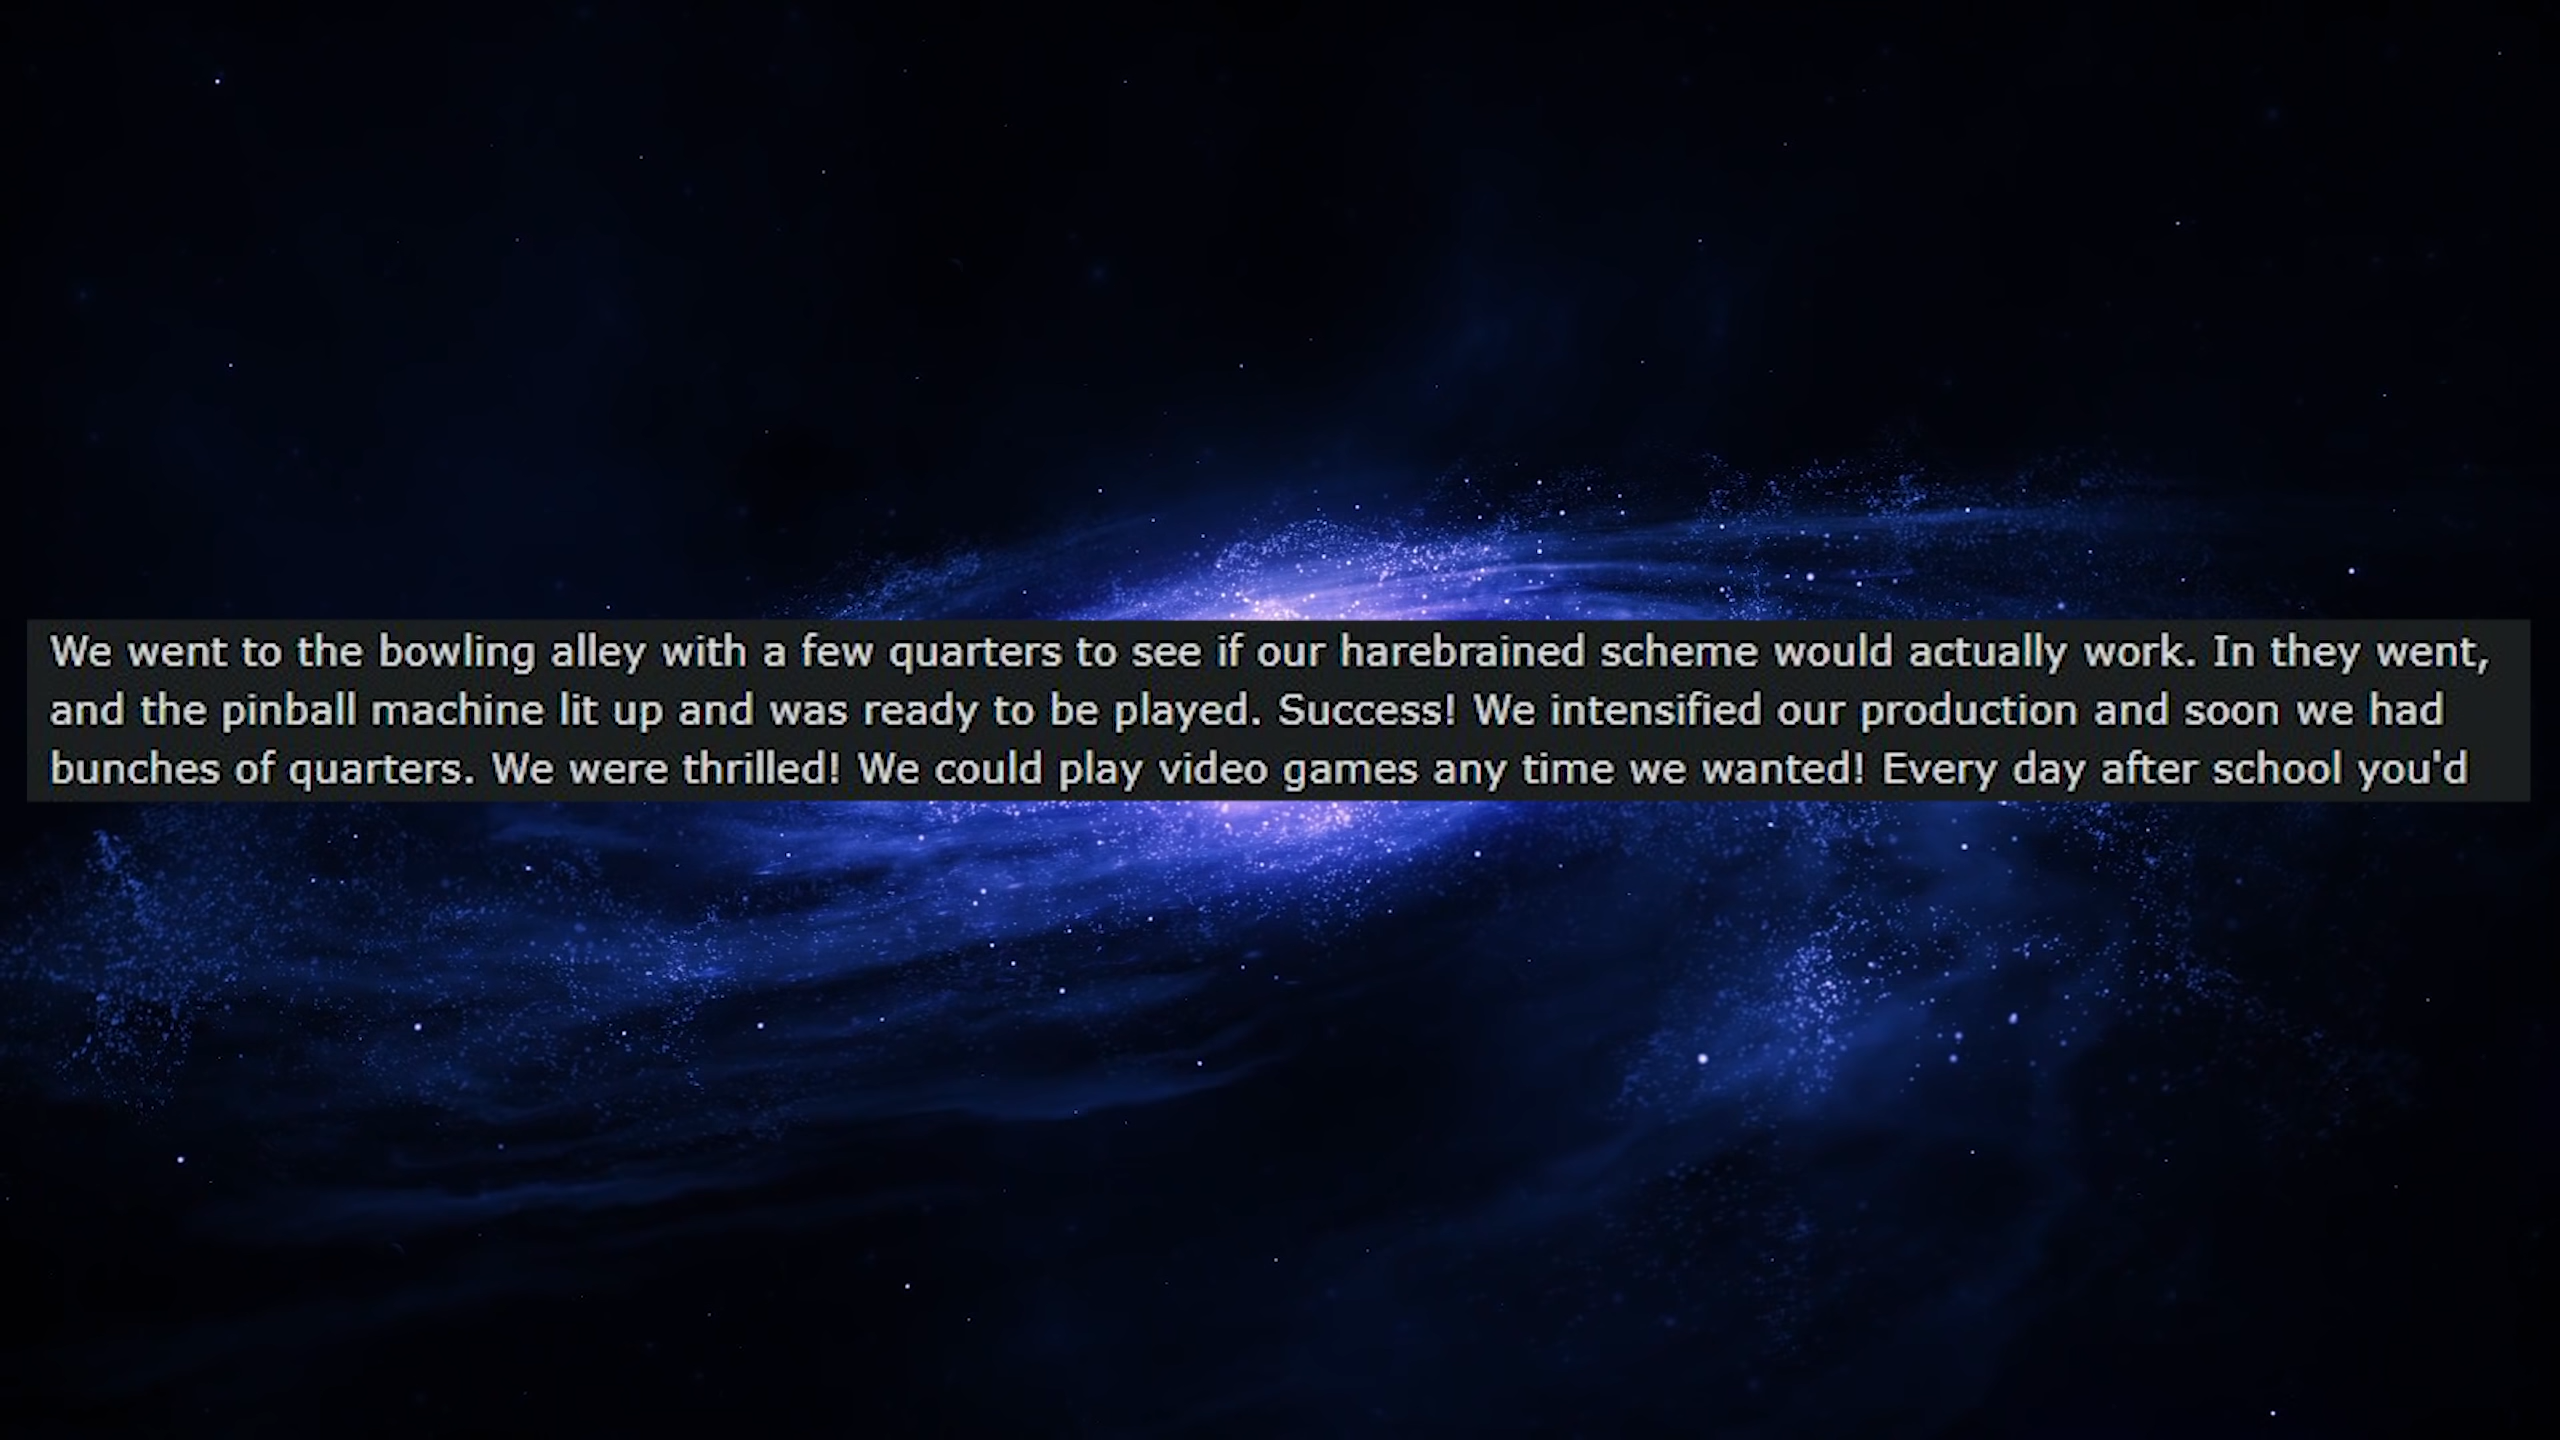 We went to the bowling alley with a few quarters to see if our harebrained scheme would actually work. In they went,
and the pinball machine lit up and was ready to be played. Success! We intensified our production and soon we had
bunches of quarters. We were thrilled! We could play video games any time we wanted! Every day after school you'd